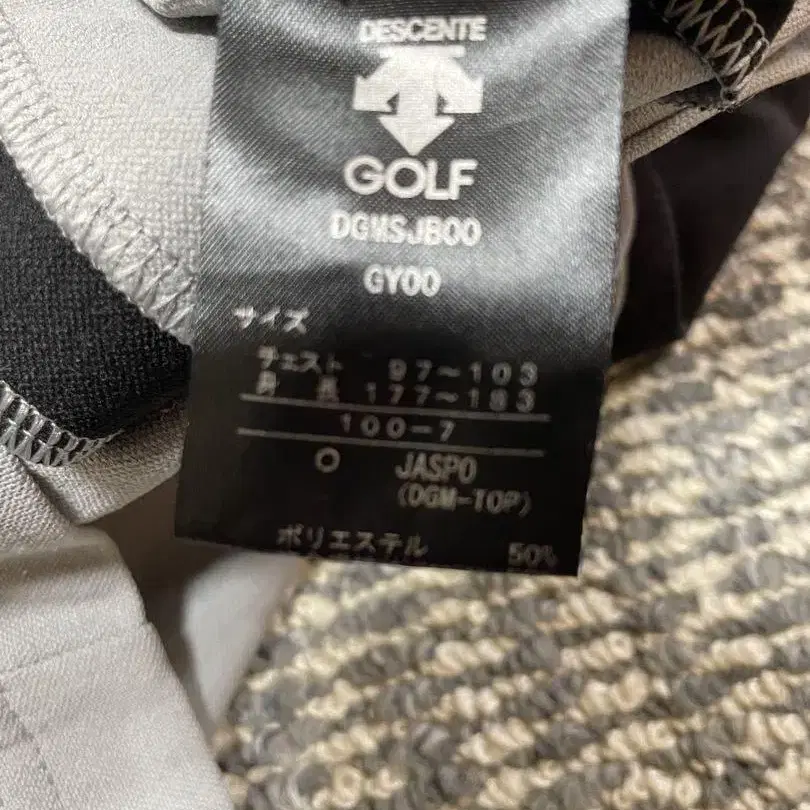 DESCENTE
GOLF
DGMSJB00
GY00
サイズ
チェスト 97~103
身 長 177~183
100-7
O JASPO
(DGM-TOP)
ポリエステル 50%